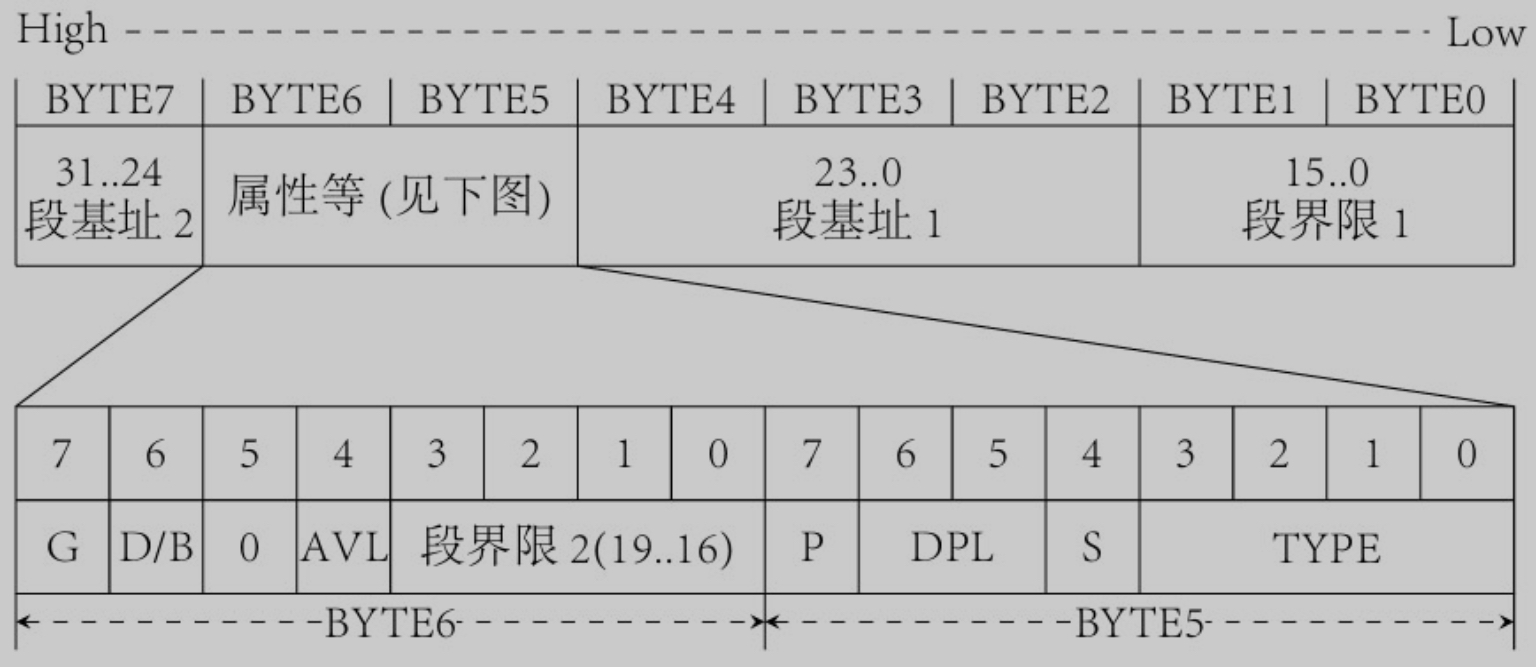 High Low
BYTE7 BYTE6 BYTE5 BYTE4 BYTE3 BYTE2 BYTE1 BYTE0
31..24 23..0 15..0
段基址 2 属性等 (见下图) 段基址 1 段界限 1
7 6 5 4 3 2 1 0 7 6 5 4 3 2 1 0
G D/B 0 AVL 段界限 2(19..16) P DPL S TYPE
BYTE6 BYTE5